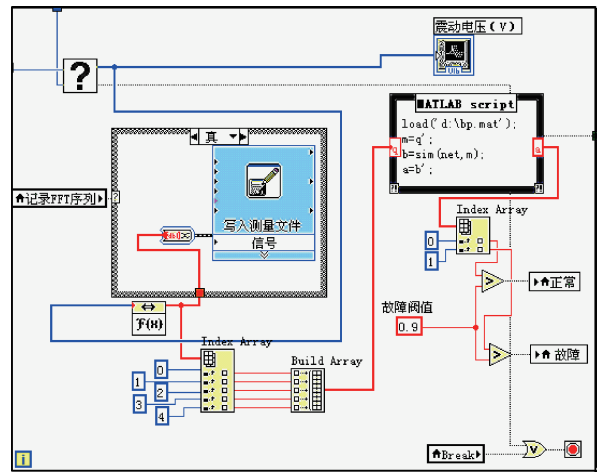 震动电压(V)
?
MATLAB script
load('d:\bp.mat');
m=q';
b=sim(net,m);
a=b';
q
a
真
记录FFT序列
?
写入测量文件
信号
Index Array
0
1
正常
故障阀值
0.9
故障
F(x)
Index Array
Build Array
0
1
2
3
4
Break
V
i